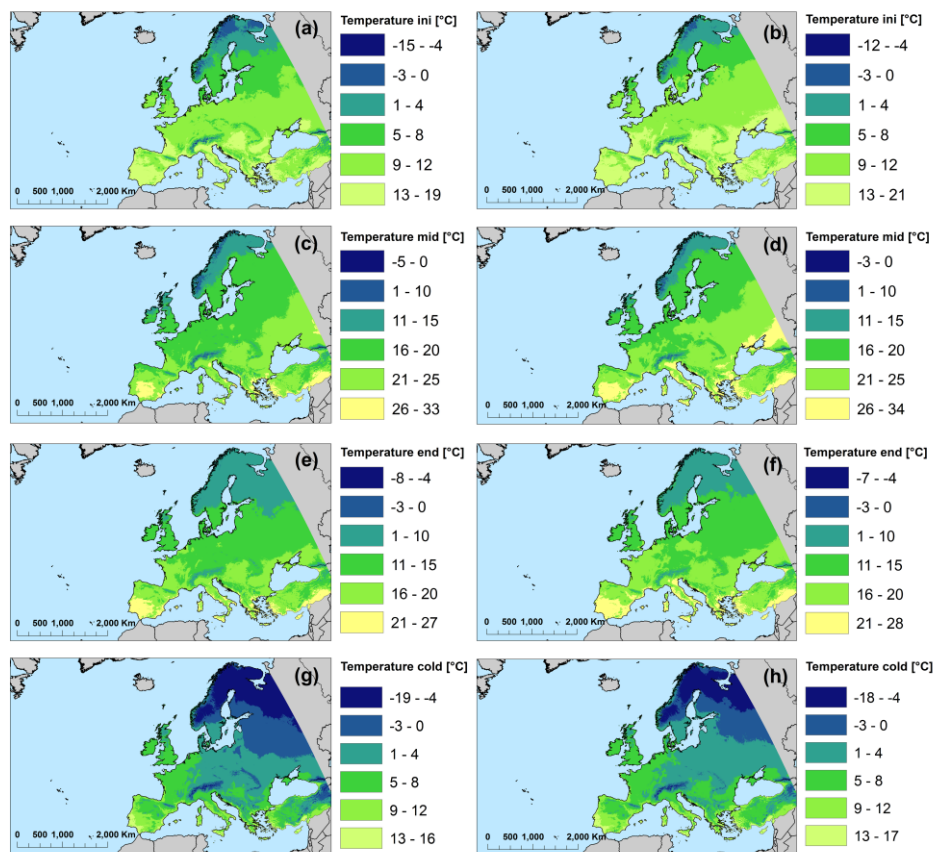 (a)
Temperature ini [°C]
-15 - -4
-3 - 0
1 - 4
5 - 8
9 - 12
13 - 19
0 500 1,000 2,000 Km
(b)
Temperature ini [°C]
-12 - -4
-3 - 0
1 - 4
5 - 8
9 - 12
13 - 21
0 500 1,000 2,000 Km
(c)
Temperature mid [°C]
-5 - 0
1 - 10
11 - 15
16 - 20
21 - 25
26 - 33
0 500 1,000 2,000 Km
(d)
Temperature mid [°C]
-3 - 0
1 - 10
11 - 15
16 - 20
21 - 25
26 - 34
0 500 1,000 2,000 Km
(e)
Temperature end [°C]
-8 - -4
-3 - 0
1 - 10
11 - 15
16 - 20
21 - 27
0 500 1,000 2,000 Km
(f)
Temperature end [°C]
-7 - -4
-3 - 0
1 - 10
11 - 15
16 - 20
21 - 28
0 500 1,000 2,000 Km
(g)
Temperature cold [°C]
-19 - -4
-3 - 0
1 - 4
5 - 8
9 - 12
13 - 16
0 500 1,000 2,000 Km
(h)
Temperature cold [°C]
-18 - -4
-3 - 0
1 - 4
5 - 8
9 - 12
13 - 17
0 500 1,000 2,000 Km